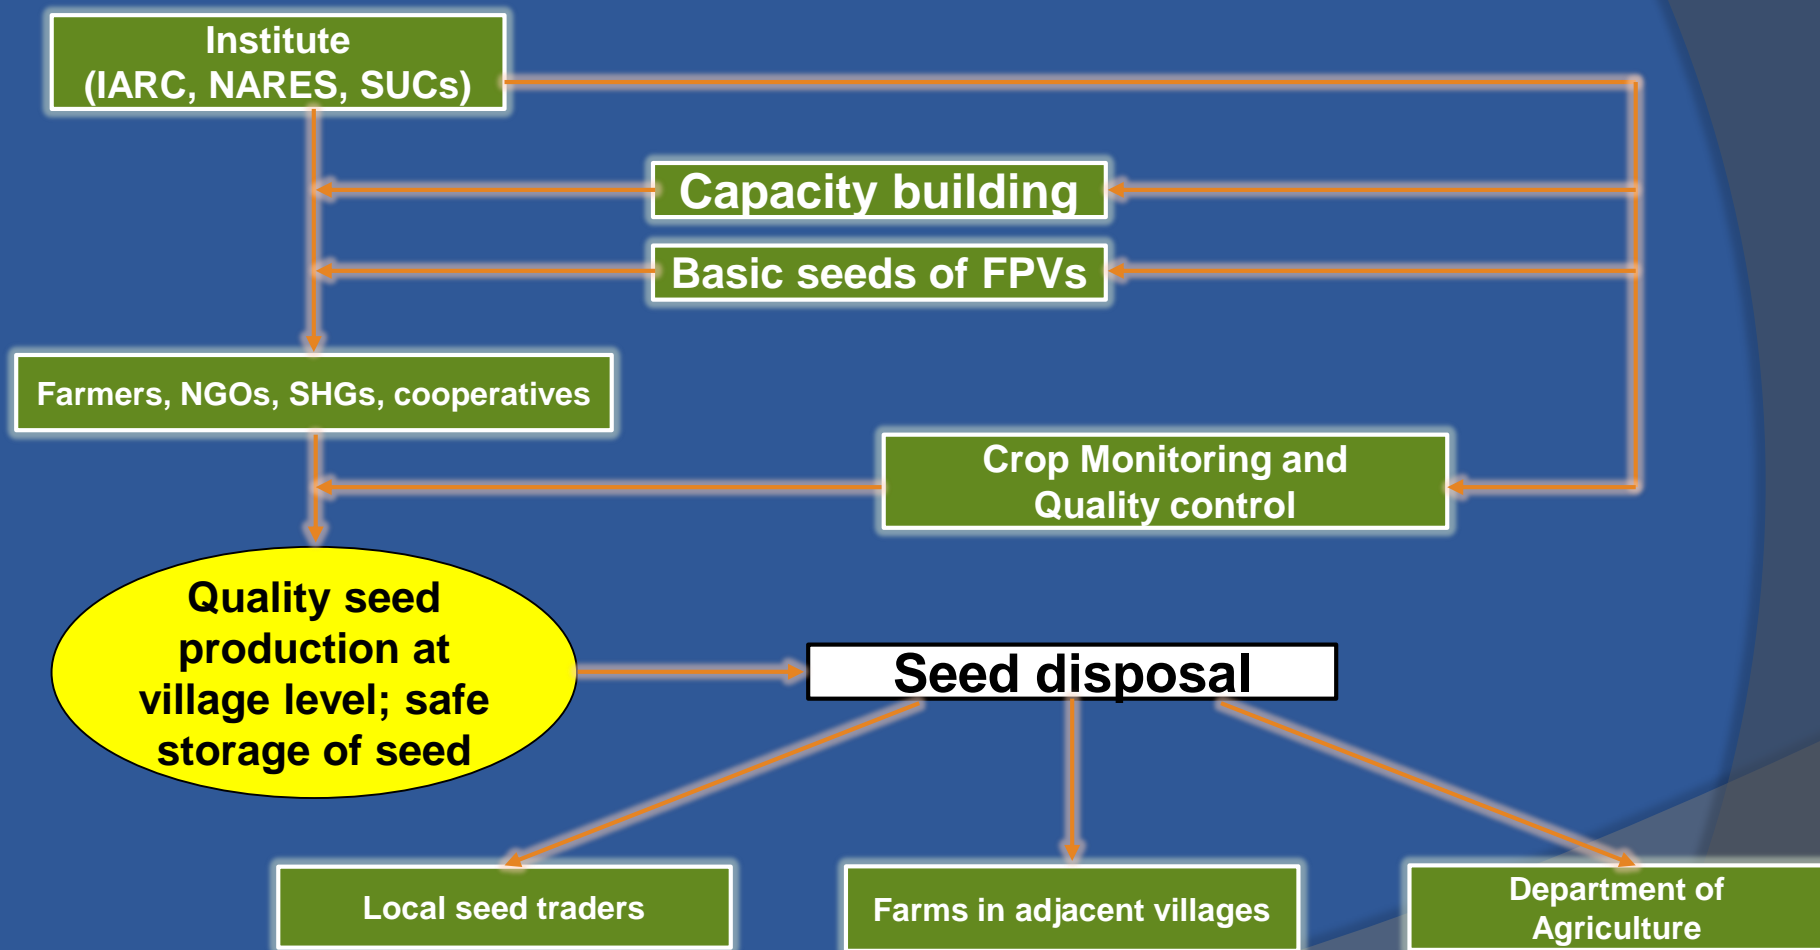 Institute
(IARC, NARES, SUCs)
Capacity building
Basic seeds of FPVs
Farmers, NGOs, SHGs, cooperatives
Crop Monitoring and
Quality control
Quality seed
production at
village level; safe
storage of seed
Seed disposal
Local seed traders
Farms in adjacent villages
Department of
Agriculture